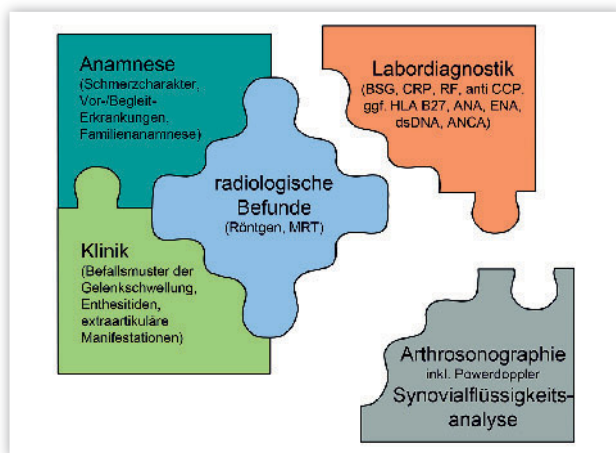 Anamnese
(Schmerzcharakter,
Vor-/Begleit-
Erkrankungen,
Familienanamnese)
Labordiagnostik
(BSG, CRP, RF, anti CCP.
ggf. HLA B27, ANA, ENA,
dsDNA, ANCA)
radiologische
Befunde
(Röntgen, MRT)
Klinik
(Befallsmuster der
Gelenkschwellung,
Enthesitiden,
extraartikuläre
Manifestationen)
Arthrosonographie
inkl. Powerdoppler
Synovialflüssigkeits-
analyse